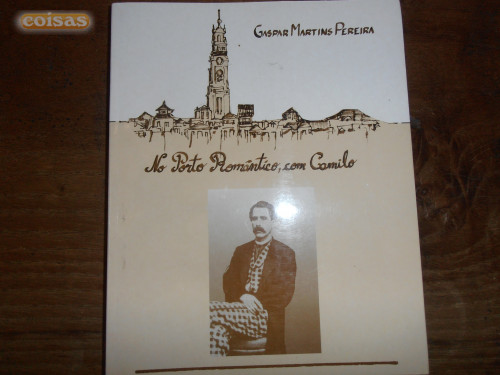 coisas
Gaspar Martins Pereira
No Porto Romântico, com Camilo